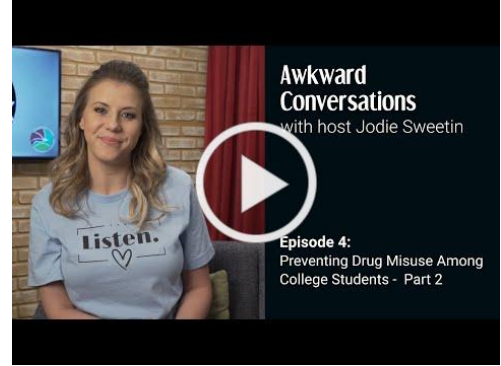 Awkward
Conversations
with host Jodie Sweetin
Listen.
Episode 4:
Preventing Drug Misuse Among
College Students - Part 2